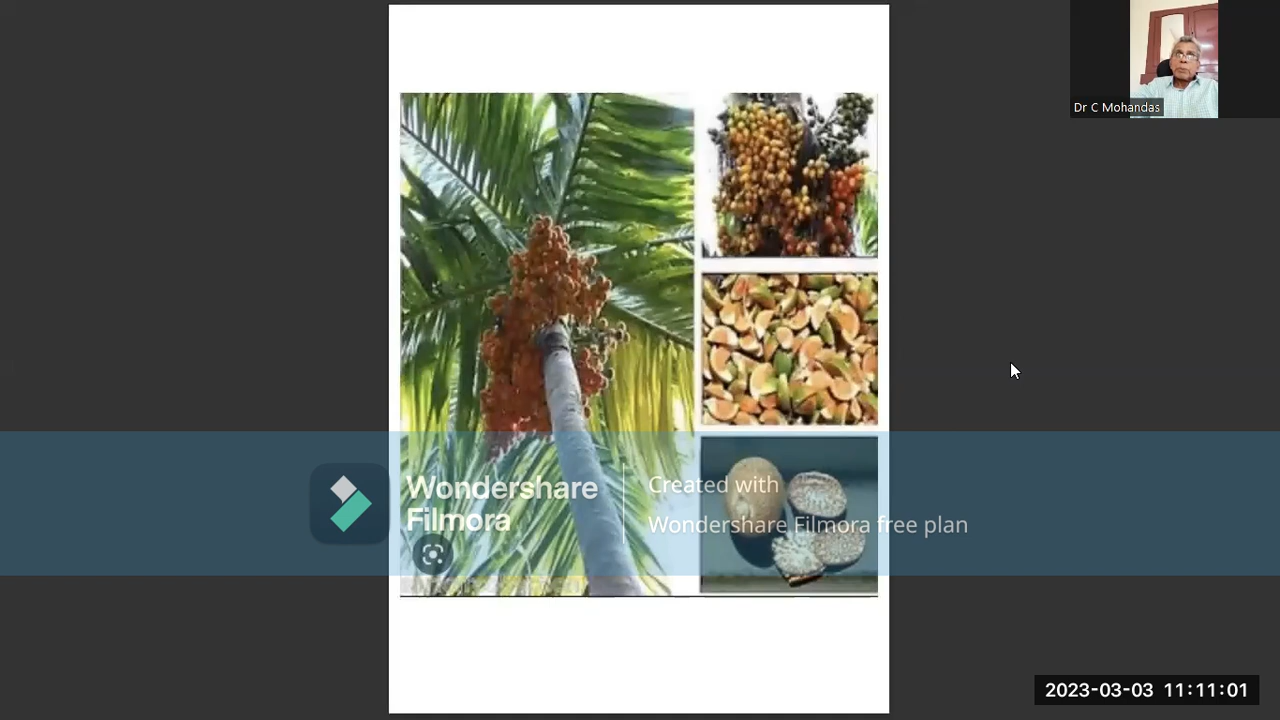 Dr C Mohandas
Wondershare
Filmora
Created with
Wondershare Filmora free plan
2023-03-03 11:11:01